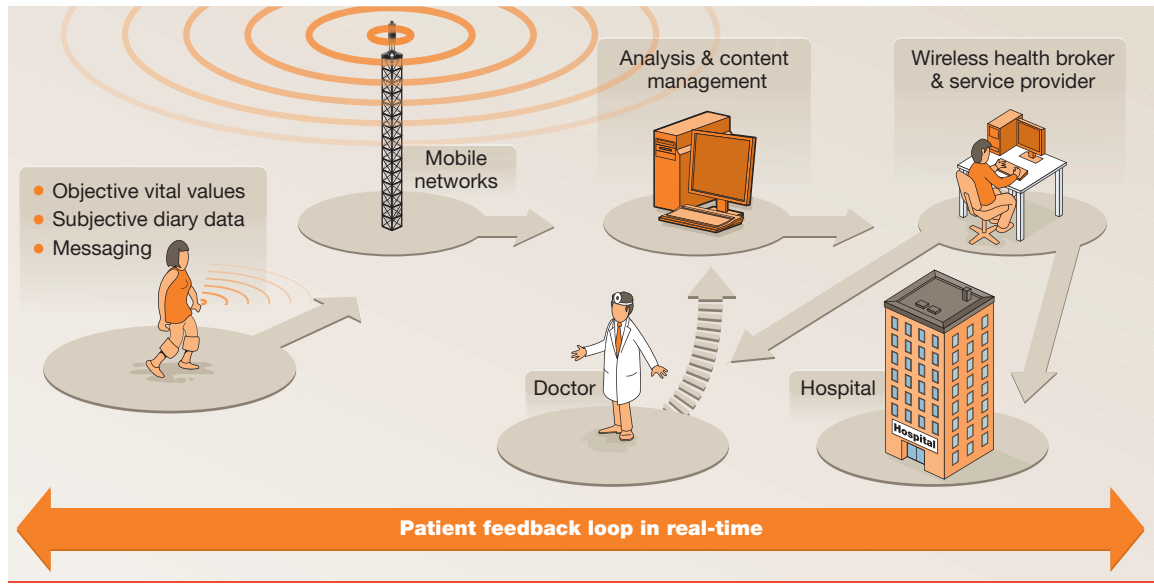 Analysis & content
management
Wireless health broker
& service provider
Mobile
networks
Objective vital values
Subjective diary data
Messaging
Doctor
Hospital
Hospital
Patient feedback loop in real-time